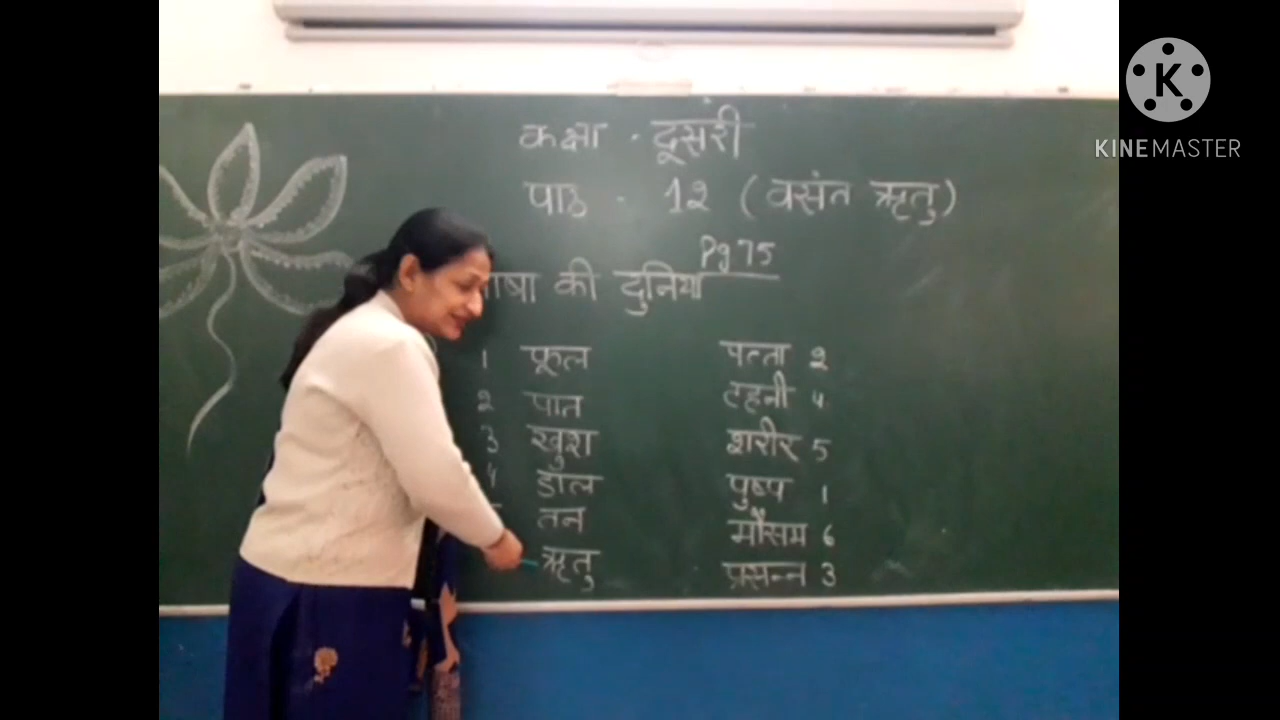 कक्षा - दूसरी
पाठ - 12 (वसंत ऋतु)
Pg 75
भाषा की दुनिया
1 फूल पत्ता 2
2 पात टहनी 4
3 खुश शरीर 5
4 डाल पुष्प 1
तन मौसम 6
ऋतु प्रसन्न 3
KINEMASTER